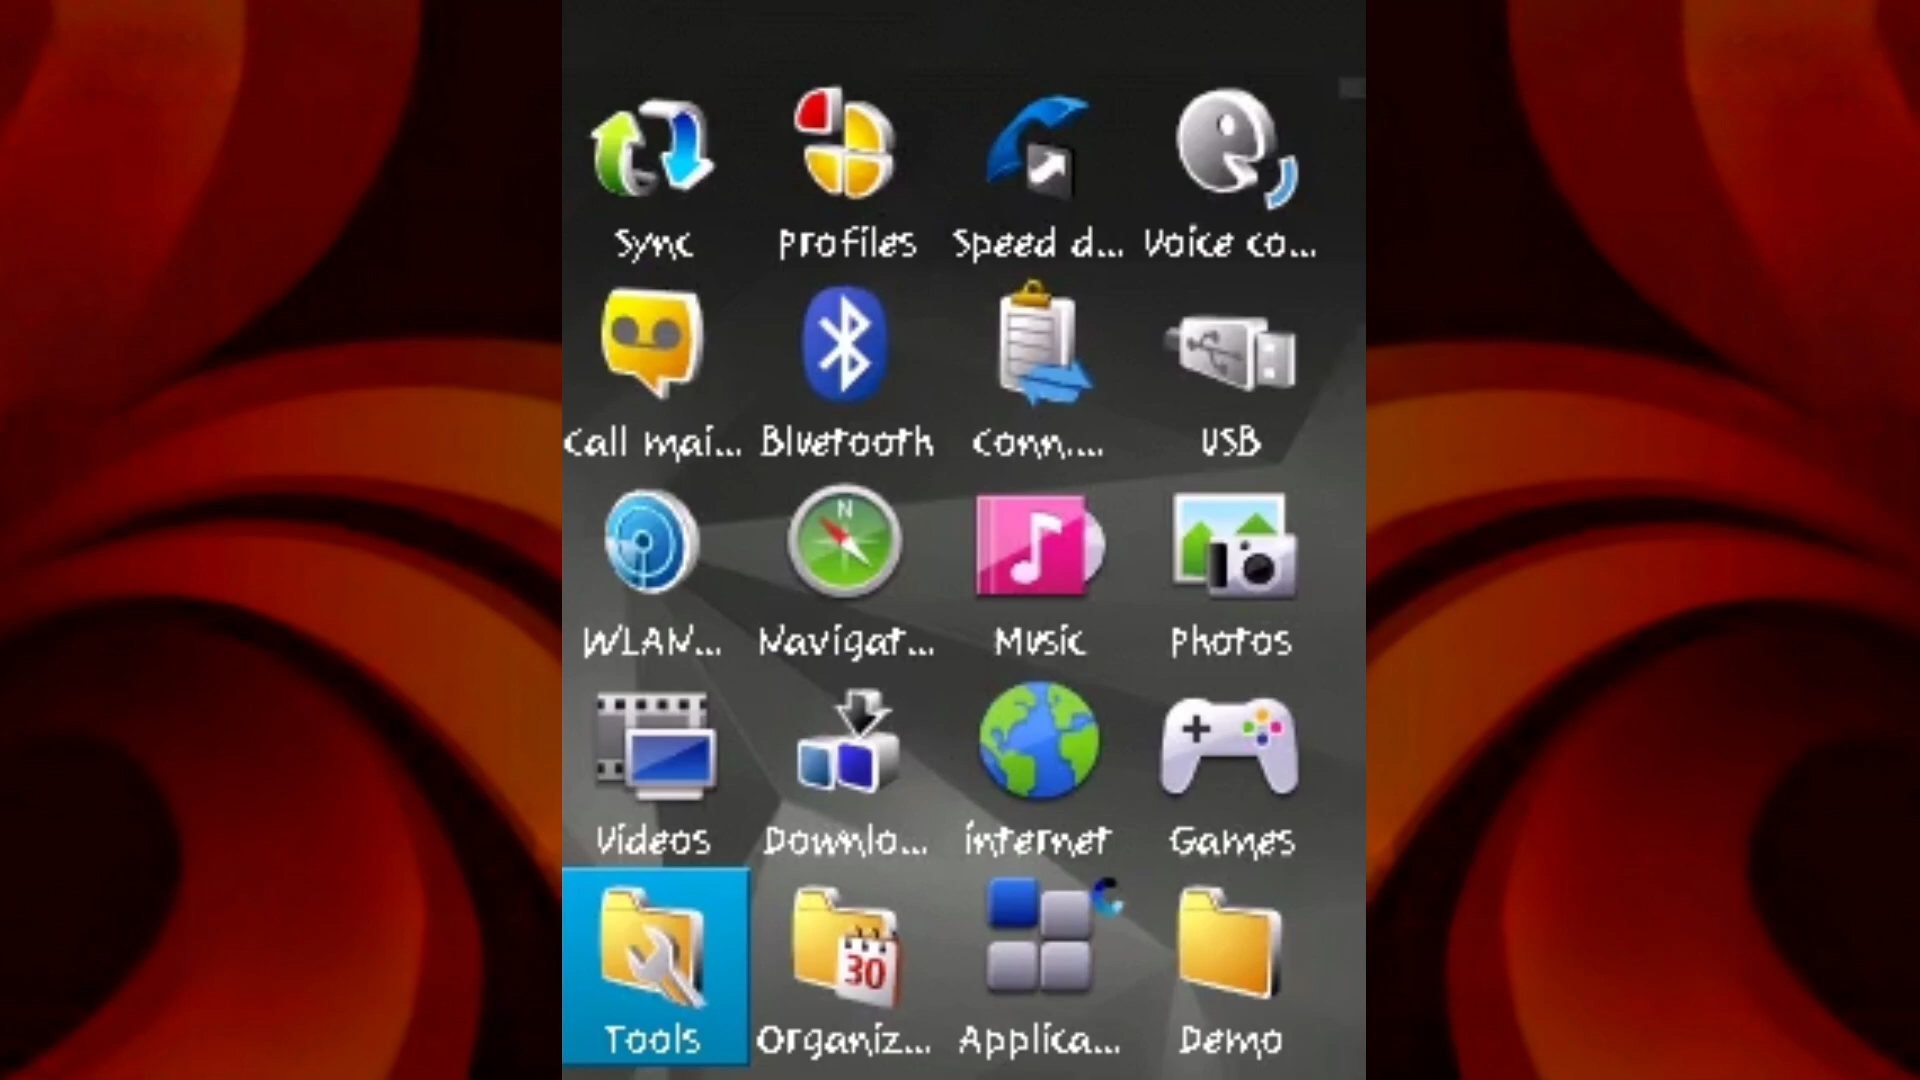 Sync Profiles Speed d... Voice co...
Call mai... Bluetooth Conn.... USB
N
WLAN... Navigat... Music Photos
Videos Downlo... internet Games
30
Tools Organiz... Applica... Demo